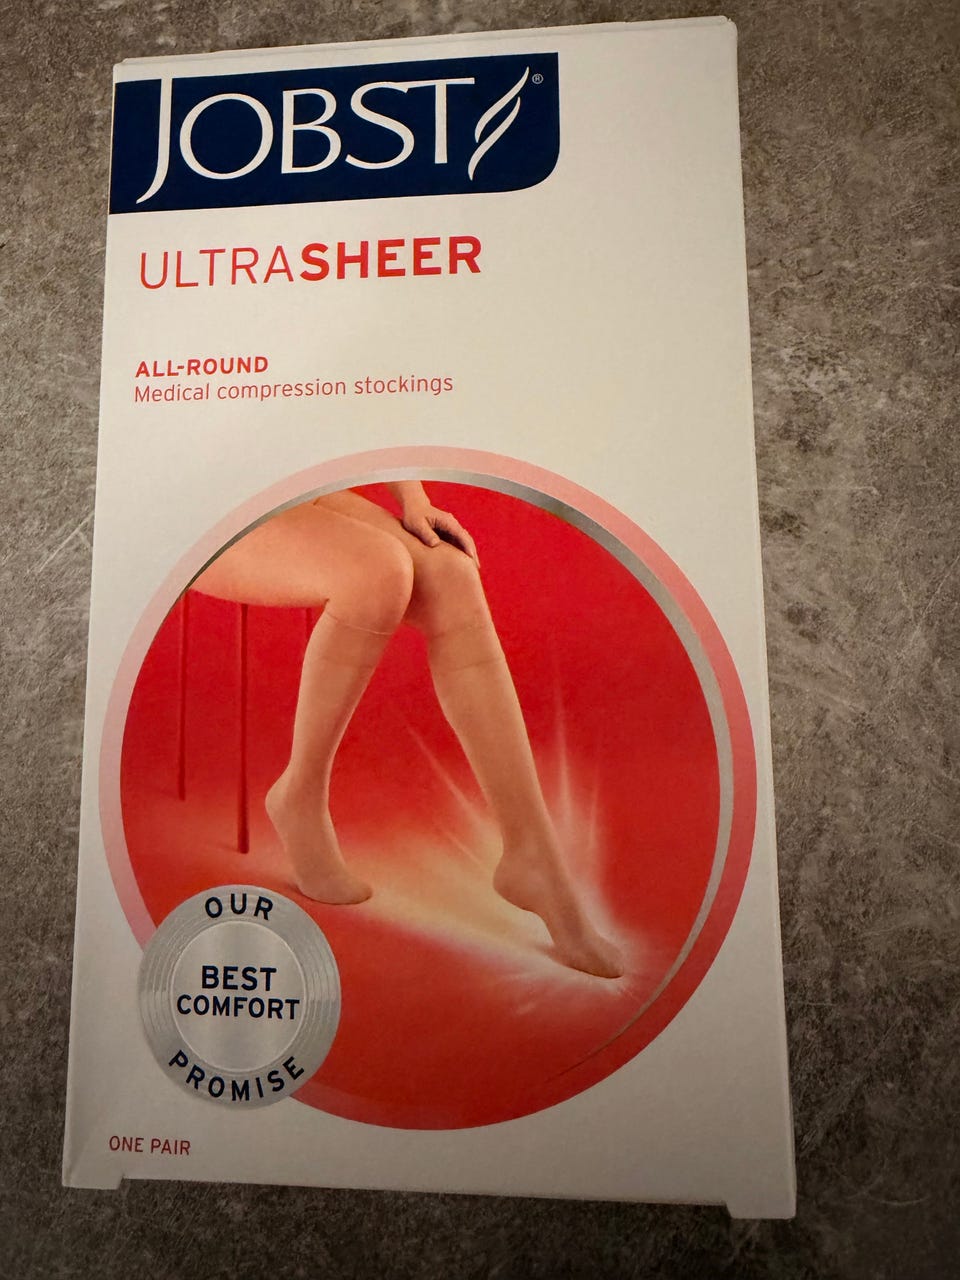 JOBST®
ULTRASHEER
ALL-ROUND
Medical compression stockings
OUR
BEST
COMFORT
PROMISE
ONE PAIR